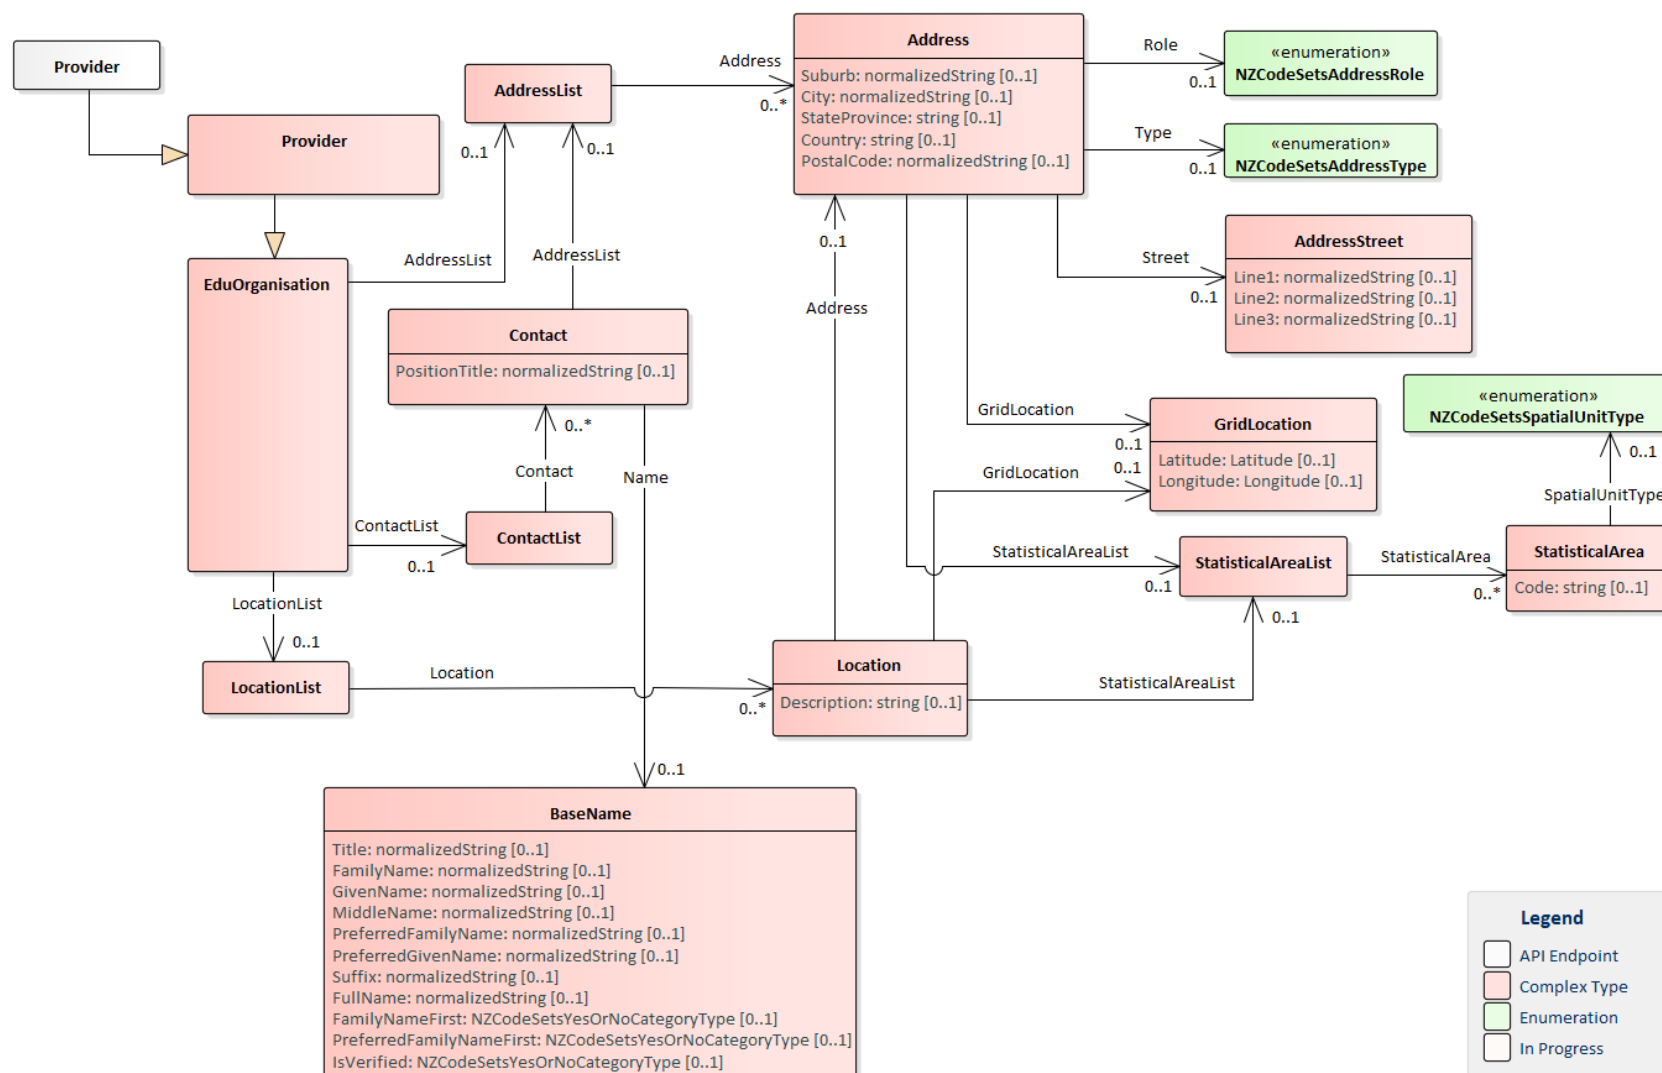 Provider
Provider
EduOrganisation
AddressList
Address
Suburb: normalizedString [0..1]
City: normalizedString [0..1]
StateProvince: string [0..1]
Country: string [0..1]
PostalCode: normalizedString [0..1]
Address
0..*
Role
0..1
«enumeration»
NZCodeSetsAddressRole
Type
0..1
«enumeration»
NZCodeSetsAddressType
Street
0..1
AddressStreet
Line1: normalizedString [0..1]
Line2: normalizedString [0..1]
Line3: normalizedString [0..1]
0..1
0..1
AddressList
AddressList
0..1
Address
Contact
PositionTitle: normalizedString [0..1]
0..*
Contact
Name
ContactList
0..1
ContactList
GridLocation
0..1
0..1
GridLocation
GridLocation
Latitude: Latitude [0..1]
Longitude: Longitude [0..1]
«enumeration»
NZCodeSetsSpatialUnitType
0..1
SpatialUnitType
StatisticalAreaList
0..1
StatisticalAreaList
StatisticalArea
0..*
StatisticalArea
Code: string [0..1]
LocationList
0..1
LocationList
Location
0..*
Location
Description: string [0..1]
StatisticalAreaList
0..1
0..1
BaseName
Title: normalizedString [0..1]
FamilyName: normalizedString [0..1]
GivenName: normalizedString [0..1]
MiddleName: normalizedString [0..1]
PreferredFamilyName: normalizedString [0..1]
PreferredGivenName: normalizedString [0..1]
Suffix: normalizedString [0..1]
FullName: normalizedString [0..1]
FamilyNameFirst: NZCodeSetsYesOrNoCategoryType [0..1]
PreferredFamilyNameFirst: NZCodeSetsYesOrNoCategoryType [0..1]
IsVerified: NZCodeSetsYesOrNoCategoryType [0..1]
Legend
API Endpoint
Complex Type
Enumeration
In Progress